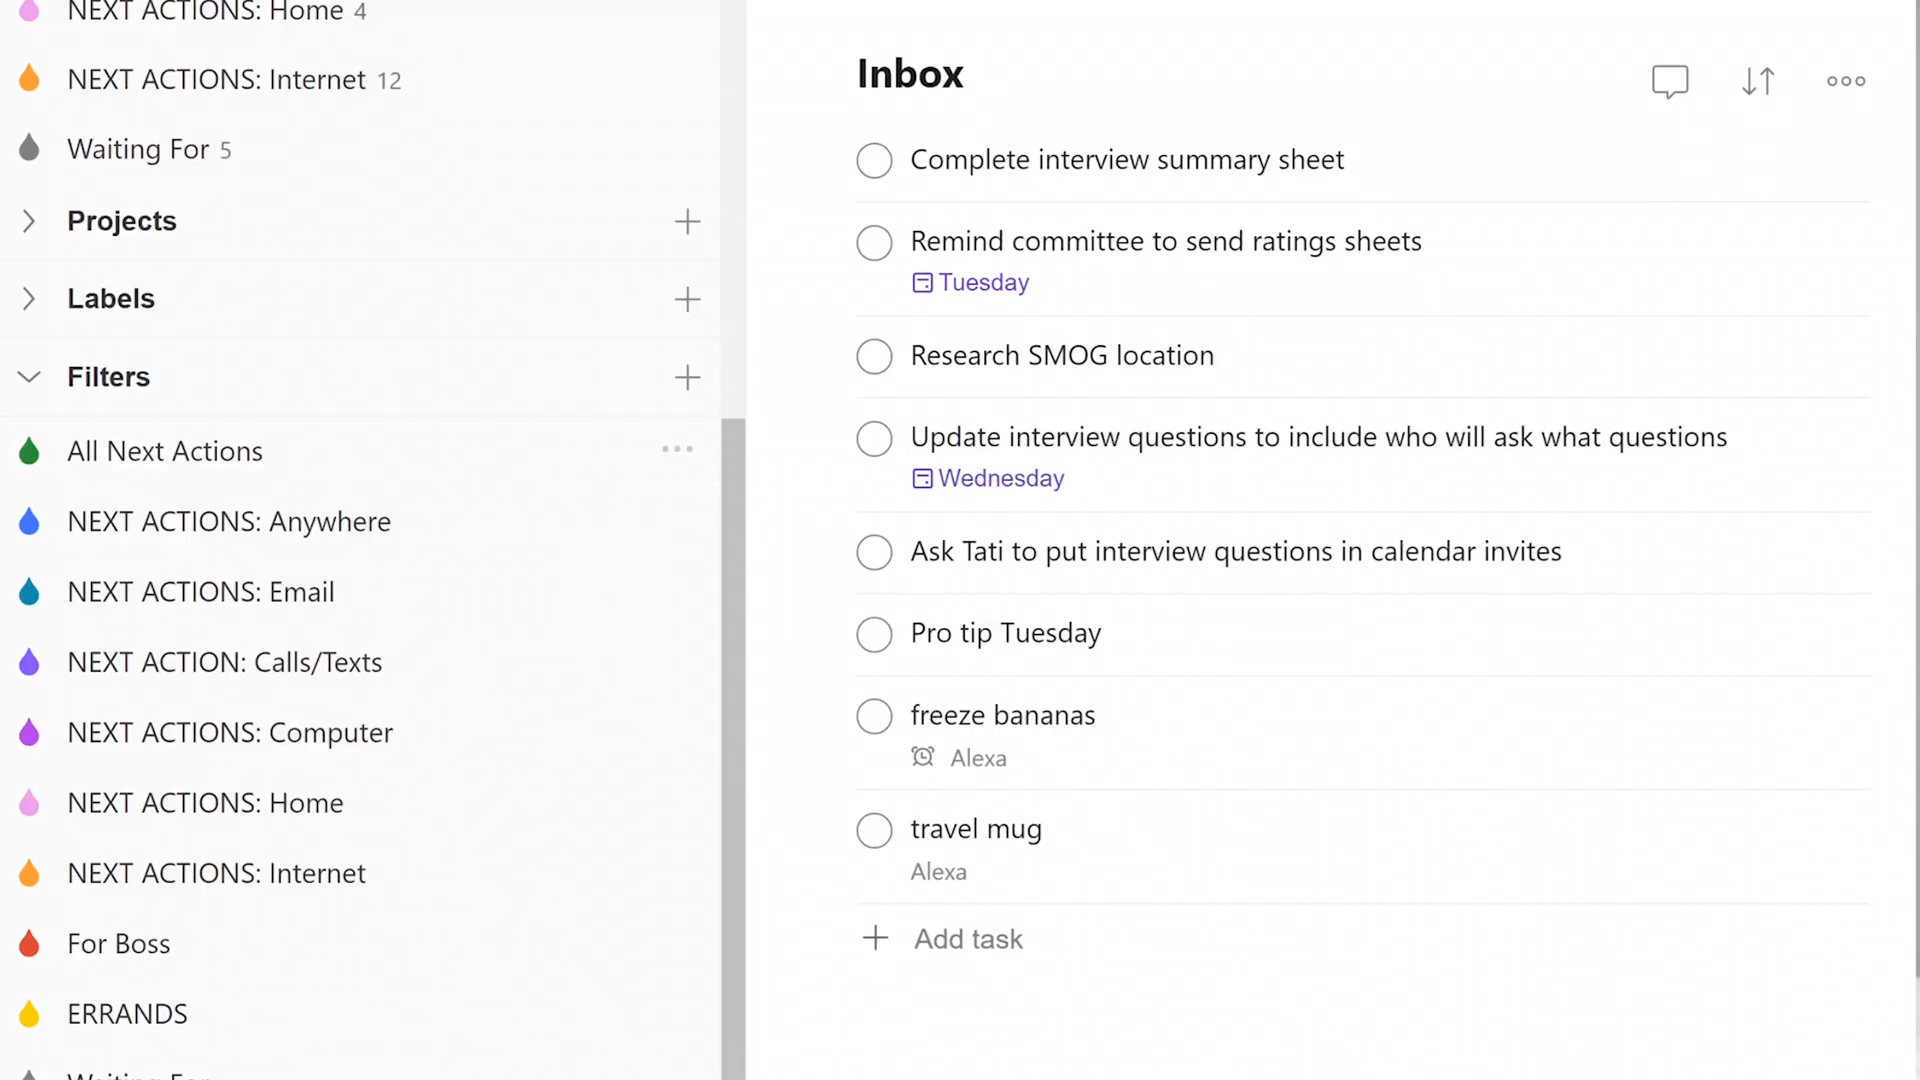 NEXT ACTIONS: Home 4
NEXT ACTIONS: Internet 12
Waiting For 5
Projects
Labels
Filters
All Next Actions
NEXT ACTIONS: Anywhere
NEXT ACTIONS: Email
NEXT ACTION: Calls/Texts
NEXT ACTIONS: Computer
NEXT ACTIONS: Home
NEXT ACTIONS: Internet
For Boss
ERRANDS
Waiting For
Inbox
Complete interview summary sheet
Remind committee to send ratings sheets
Tuesday
Research SMOG location
Update interview questions to include who will ask what questions
Wednesday
Ask Tati to put interview questions in calendar invites
Pro tip Tuesday
freeze bananas
Alexa
travel mug
Alexa
Add task